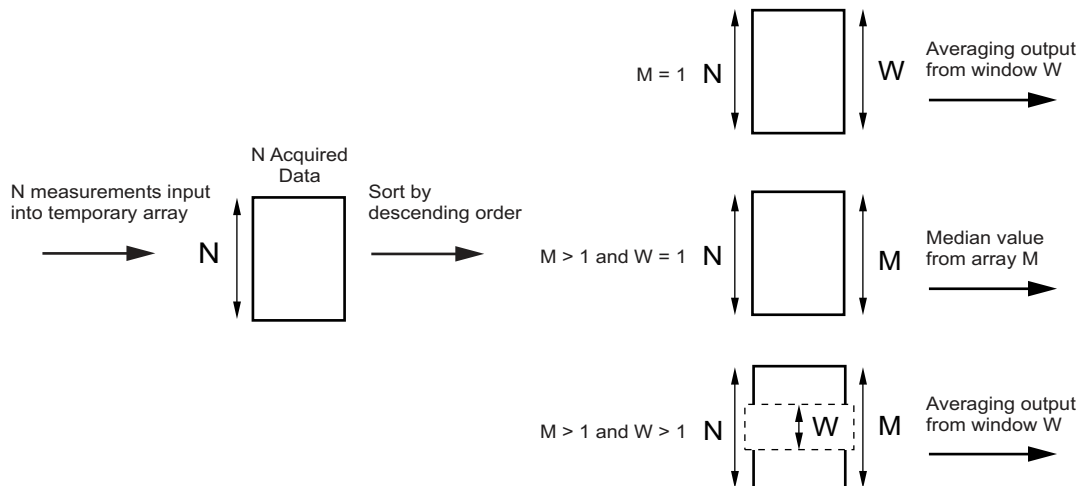 N measurements input
into temporary array
N
N Acquired
Data
Sort by
descending order
M = 1
N
W
Averaging output
from window W
M > 1 and W = 1
N
M
Median value
from array M
M > 1 and W > 1
N
W
M
Averaging output
from window W